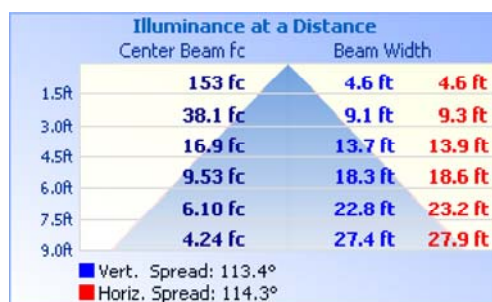 Illuminance at a Distance
Center Beam fc Beam Width
1.5ft 153 fc 4.6 ft 4.6 ft
3.0ft 38.1 fc 9.1 ft 9.3 ft
4.5ft 16.9 fc 13.7 ft 13.9 ft
6.0ft 9.53 fc 18.3 ft 18.6 ft
7.5ft 6.10 fc 22.8 ft 23.2 ft
9.0ft 4.24 fc 27.4 ft 27.9 ft
Vert. Spread: 113.4°
Horiz. Spread: 114.3°